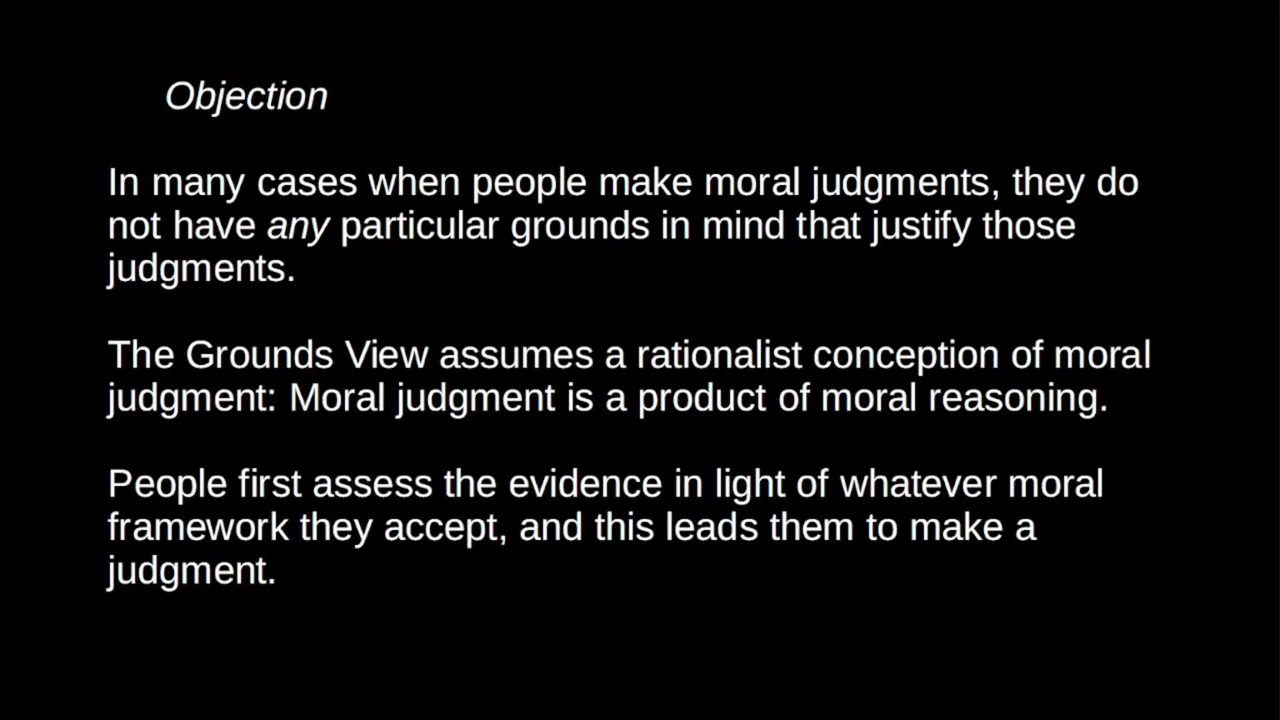 Objection
In many cases when people make moral judgments, they do
not have any particular grounds in mind that justify those
judgments.
The Grounds View assumes a rationalist conception of moral
judgment: Moral judgment is a product of moral reasoning.
People first assess the evidence in light of whatever moral
framework they accept, and this leads them to make a
judgment.